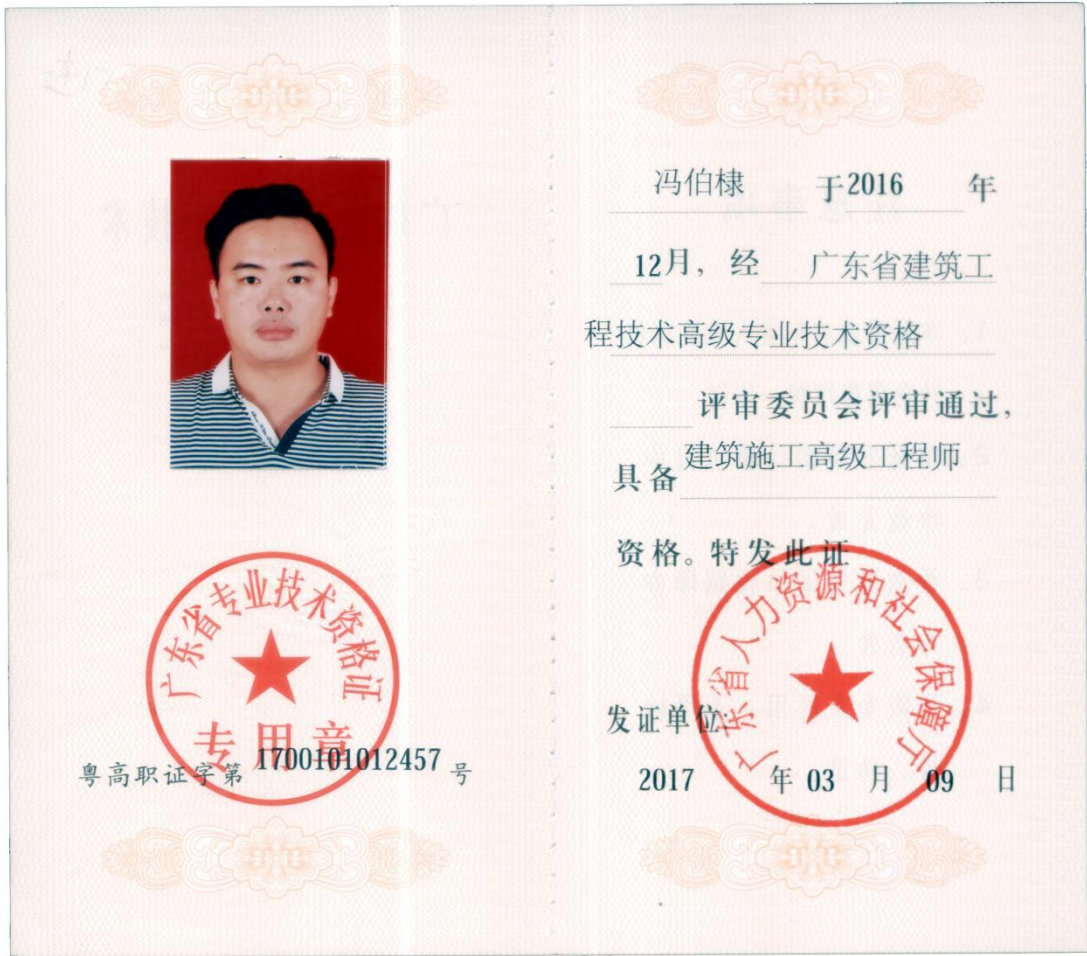 广东省专业技术资格证
专用章
粤高职证字第 1700101012457 号
冯伯棣 于2016 年
12月，经 广东省建筑工
程技术高级专业技术资格
评审委员会评审通过，
具备 建筑施工高级工程师
资格。特发此证
广东省人力资源和社会保障厅
发证单位:
2017 年 03 月 09 日